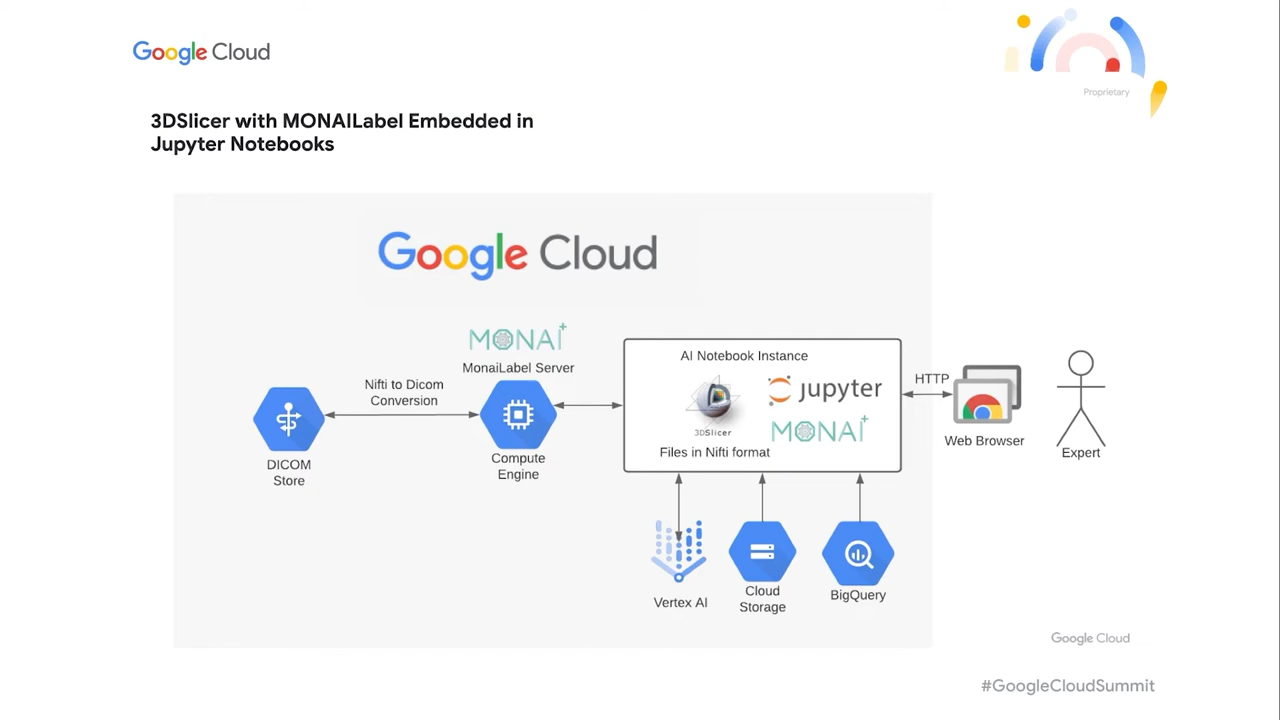 Google Cloud
Proprietary
3DSlicer with MONAILabel Embedded in
Jupyter Notebooks
Google Cloud
MONAI
MonaiLabel Server
AI Notebook Instance
Nifti to Dicom
Conversion
HTTP
jupyter
3DSlicer
MONAI
Files in Nifti format
Web Browser
Expert
DICOM
Store
Compute
Engine
Vertex AI
Cloud
Storage
BigQuery
Google Cloud
#GoogleCloudSummit